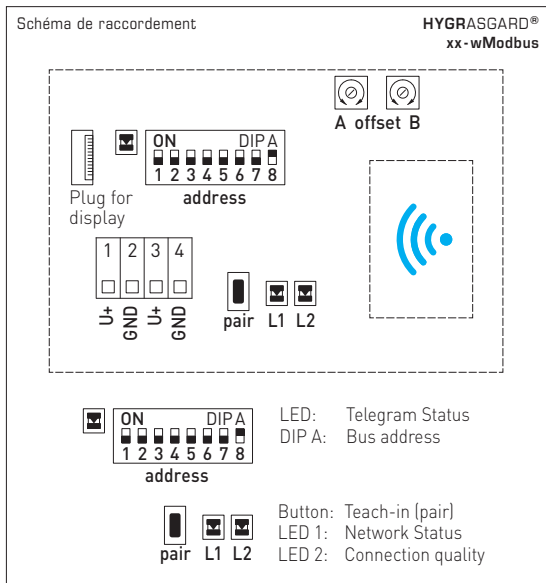 Schéma de raccordement
HYGRASGARD®
xx-wModbus
A offset B
ON DIP A
1 2 3 4 5 6 7 8
address
Plug for
display
1 2 3 4
U+ GND U+ GND
pair L1 L2
ON DIP A
1 2 3 4 5 6 7 8
address
LED: Telegram Status
DIP A: Bus address
pair L1 L2
Button: Teach-in (pair)
LED 1: Network Status
LED 2: Connection quality